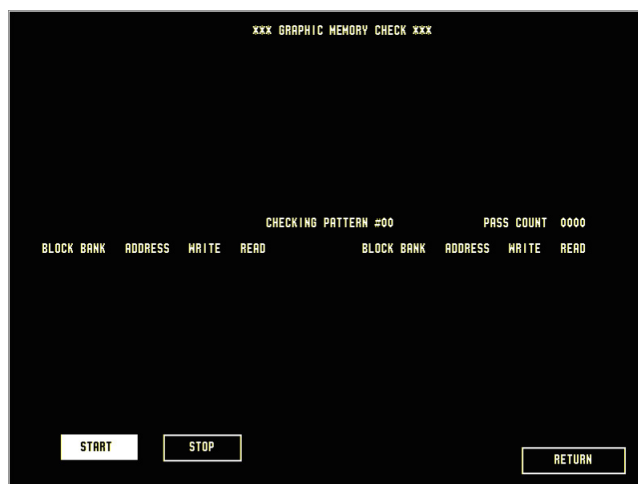 *** GRAPHIC MEMORY CHECK ***
CHECKING PATTERN #00 PASS COUNT 0000
BLOCK BANK ADDRESS WRITE READ BLOCK BANK ADDRESS WRITE READ
START STOP
RETURN